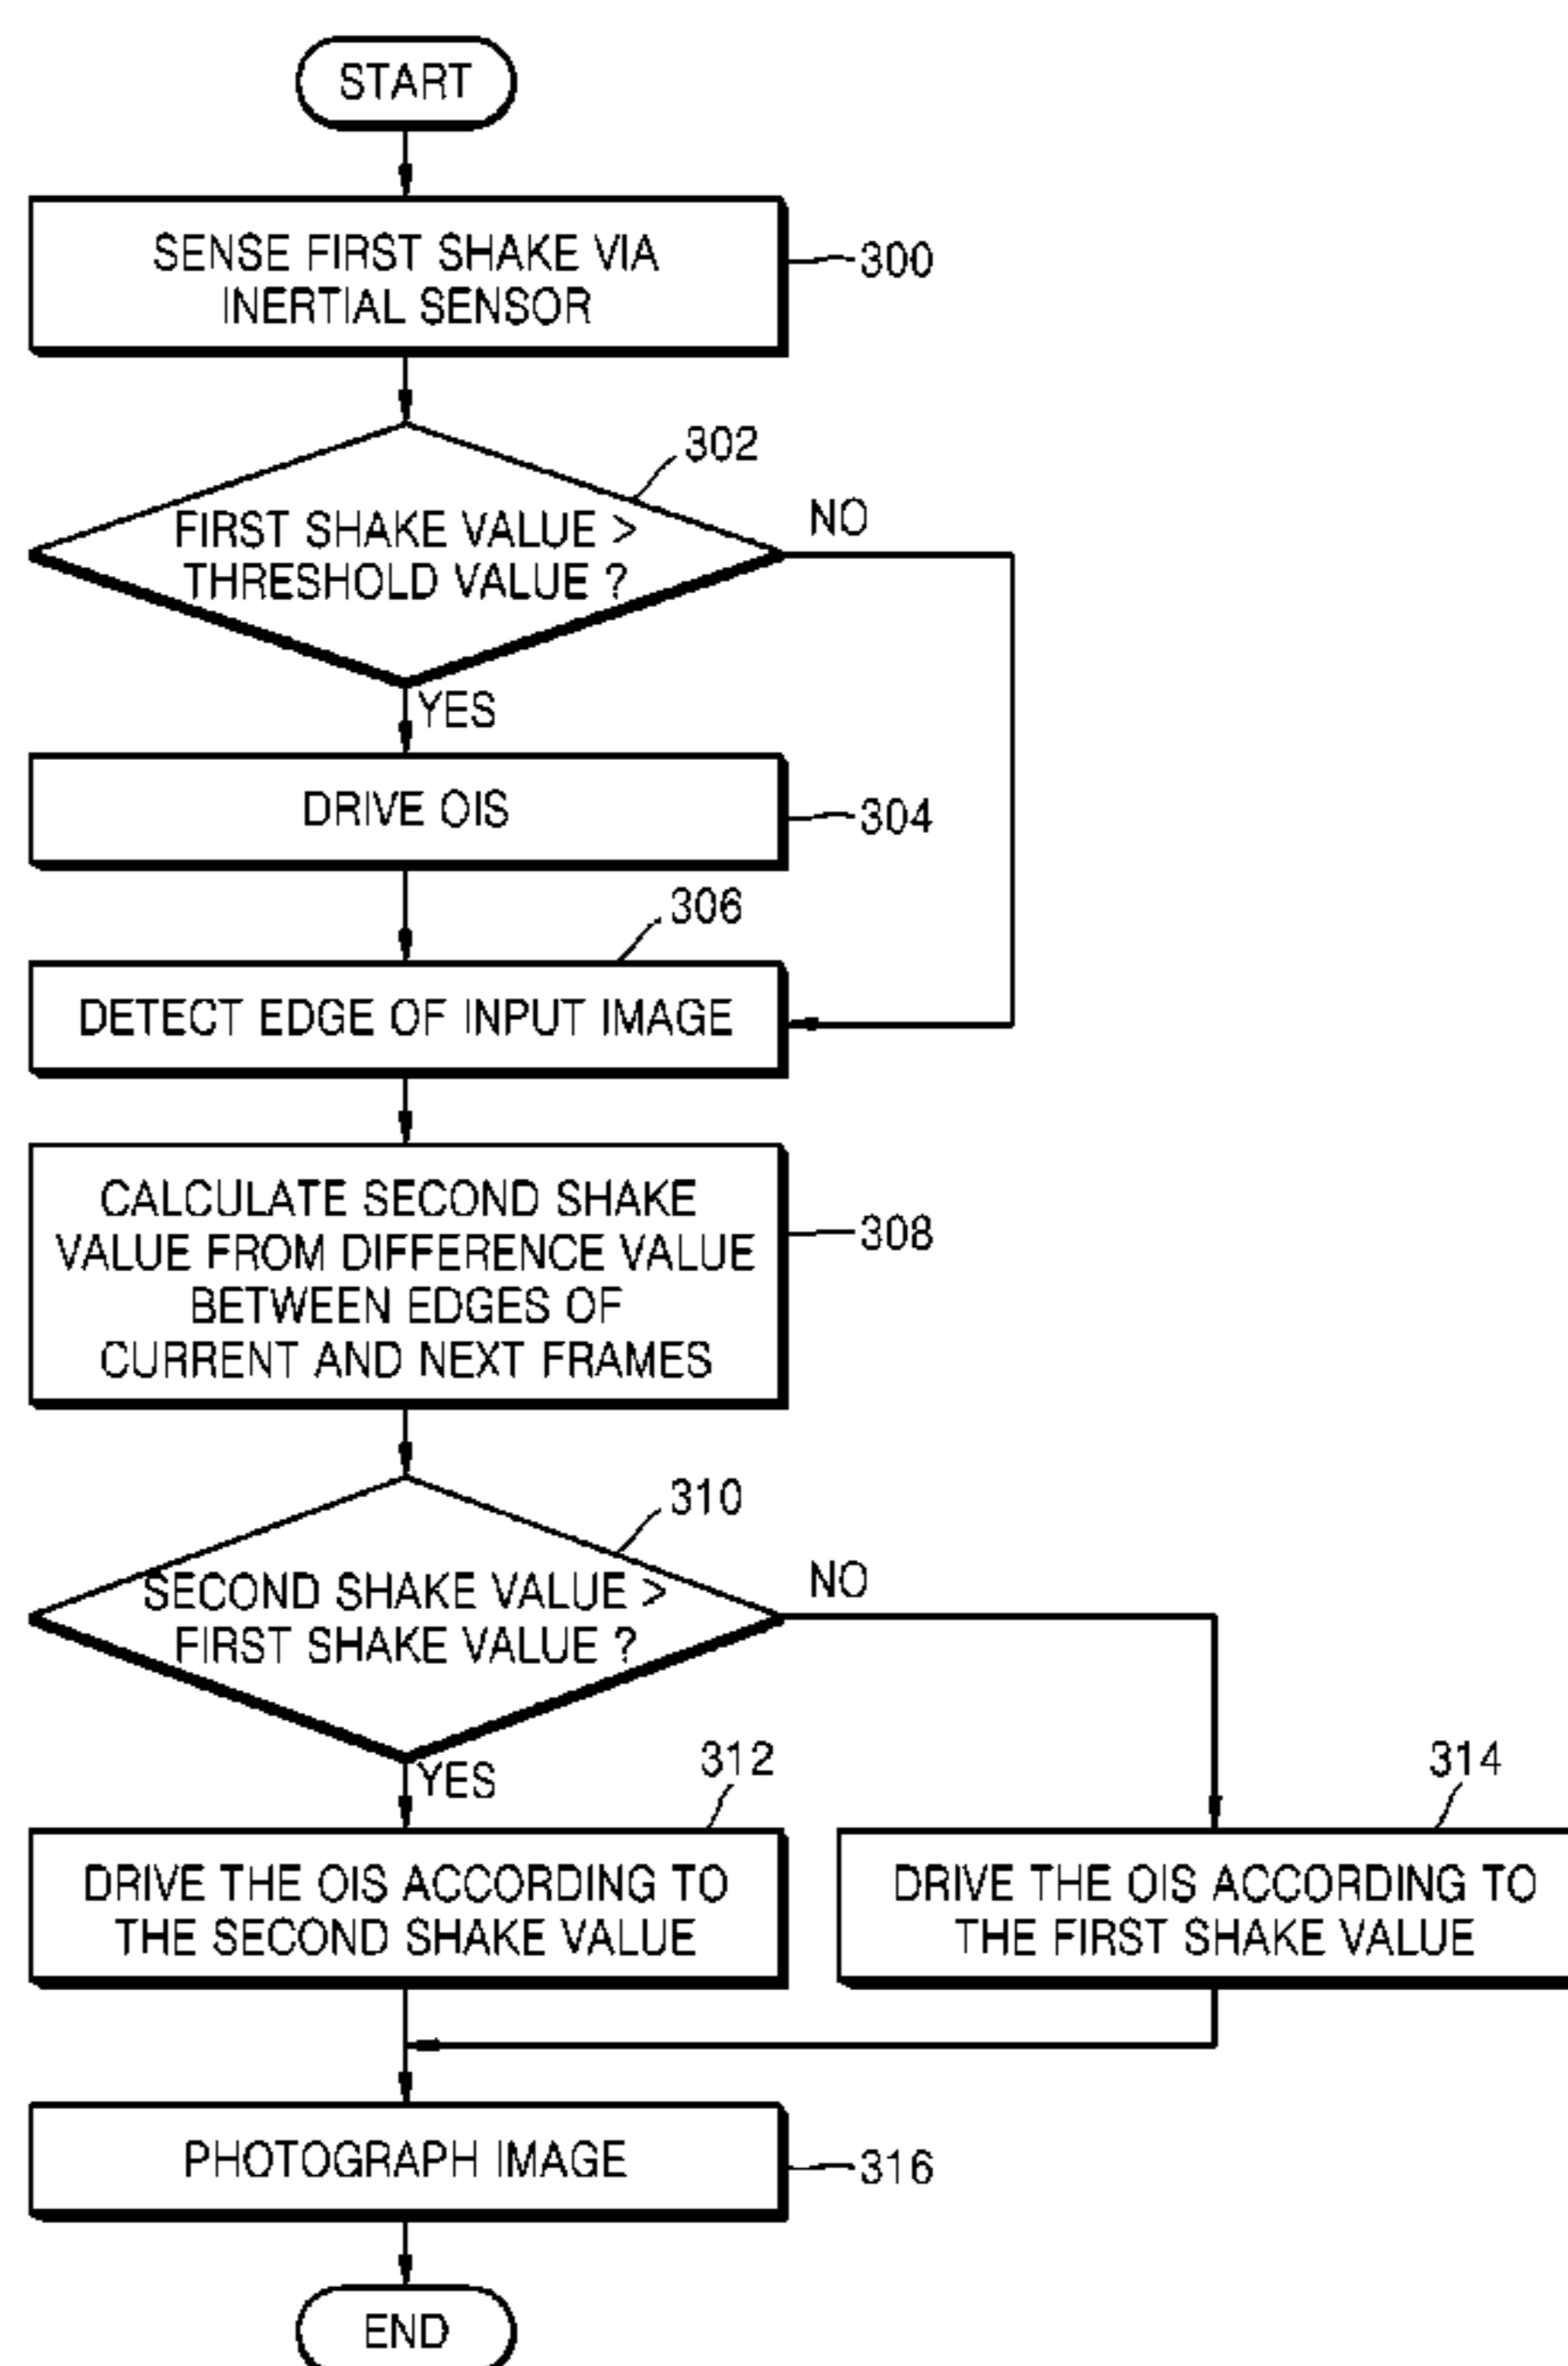 START
SENSE FIRST SHAKE VIA
INERTIAL SENSOR
300
302
FIRST SHAKE VALUE >
THRESHOLD VALUE ?
NO
YES
DRIVE OIS
304
306
DETECT EDGE OF INPUT IMAGE
CALCULATE SECOND SHAKE
VALUE FROM DIFFERENCE VALUE
BETWEEN EDGES OF
CURRENT AND NEXT FRAMES
308
310
SECOND SHAKE VALUE >
FIRST SHAKE VALUE ?
NO
YES
312
DRIVE THE OIS ACCORDING TO
THE SECOND SHAKE VALUE
314
DRIVE THE OIS ACCORDING TO
THE FIRST SHAKE VALUE
PHOTOGRAPH IMAGE
316
END